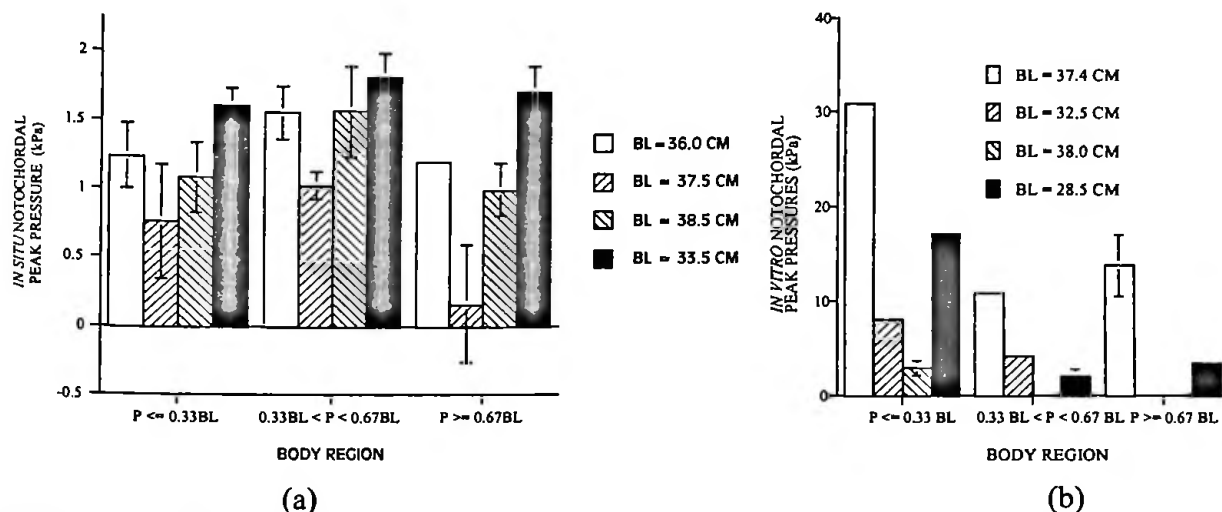 IN SITU NOTOCHORDAL
PEAK PRESSURE (kPa)
2
1.5
1
0.5
0
-0.5
P <= 0.33BL
0.33BL < P < 0.67BL
P >= 0.67BL
BODY REGION
BL = 36.0 CM
BL = 37.5 CM
BL = 38.5 CM
BL = 33.5 CM
(a)
IN VITRO NOTOCHORDAL
PEAK PRESSURES (kPa)
40
30
20
10
0
BL = 37.4 CM
BL = 32.5 CM
BL = 38.0 CM
BL = 28.5 CM
P <= 0.33 BL
0.33 BL < P < 0.67 BL
P >= 0.67 BL
BODY REGION
(b)